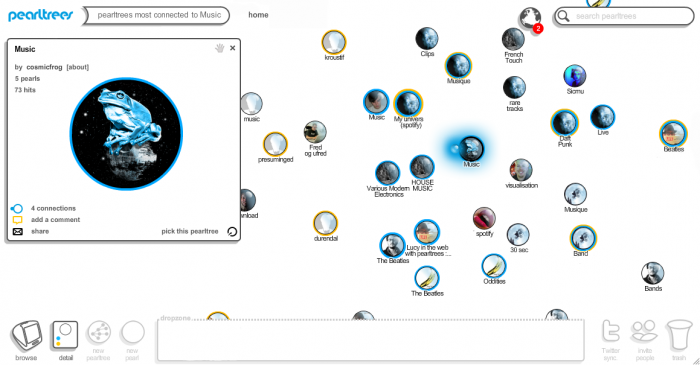 pearltrees
pearltrees most connected to Music
home
2
search pearltrees
Music
by cosmicfrog [about]
5 pearls
73 hits
4 connections
add a comment
share
pick this pearltree
kroustif
Clips
French
Touch
Musique
Sicmu
rare
tracks
music
Music
My univers
(spotify)
Daft
Punk
Live
Beatles
Fred
og ufred
presuminged
Music
Various Modern
Electronics
HOUSE
MUSIC
visualisation
nload
Musique
durendal
spotify
Lucy in the web
with pearltrees :...
30 sec
Band
The Beatles
Oddities
The Beatles
Bands
dropzone
browse
detail
new
pearltree
new
pearl
Twitter
sync
invite
people
trash